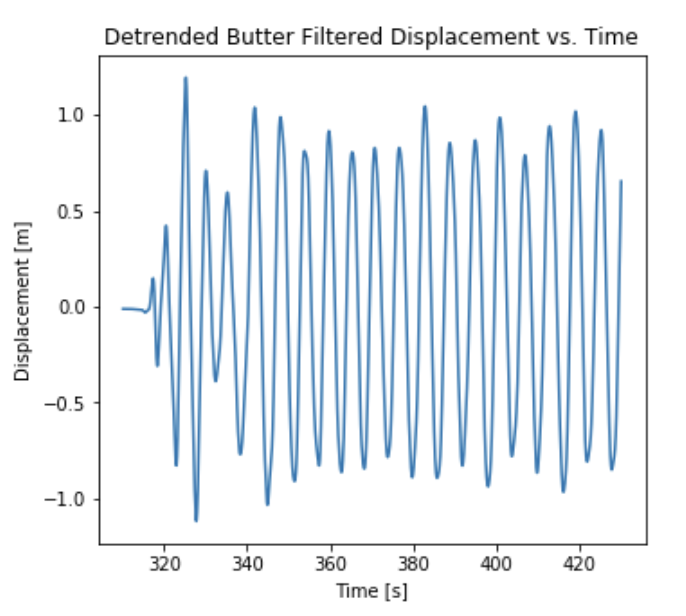 Detrended Butter Filtered Displacement vs. Time
1.0
0.5
0.0
−0.5
−1.0
Displacement [m]
320 340 360 380 400 420
Time [s]